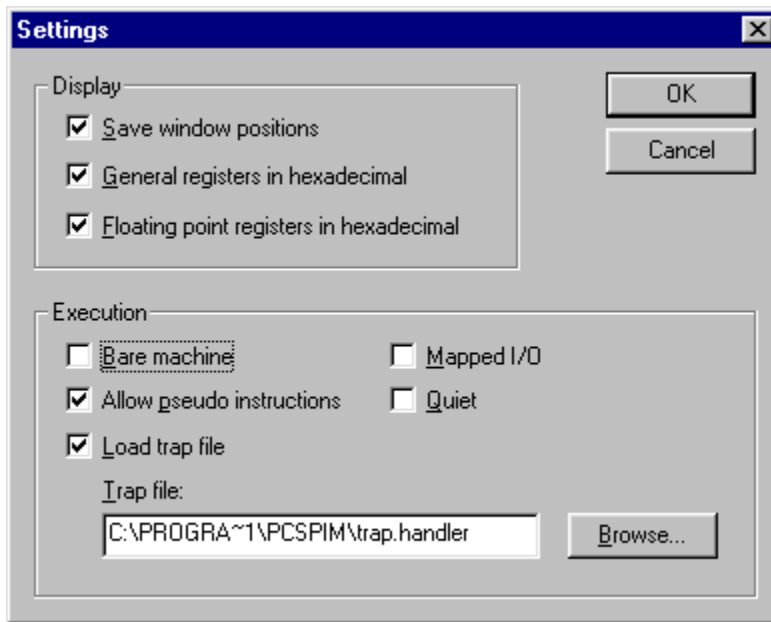 Settings
Display
Save window positions
General registers in hexadecimal
Floating point registers in hexadecimal
OK
Cancel
Execution
Bare machine
Mapped I/O
Allow pseudo instructions
Quiet
Load trap file
Trap file:
C:\PROGRA~1\PCSPIM\trap.handler
Browse...